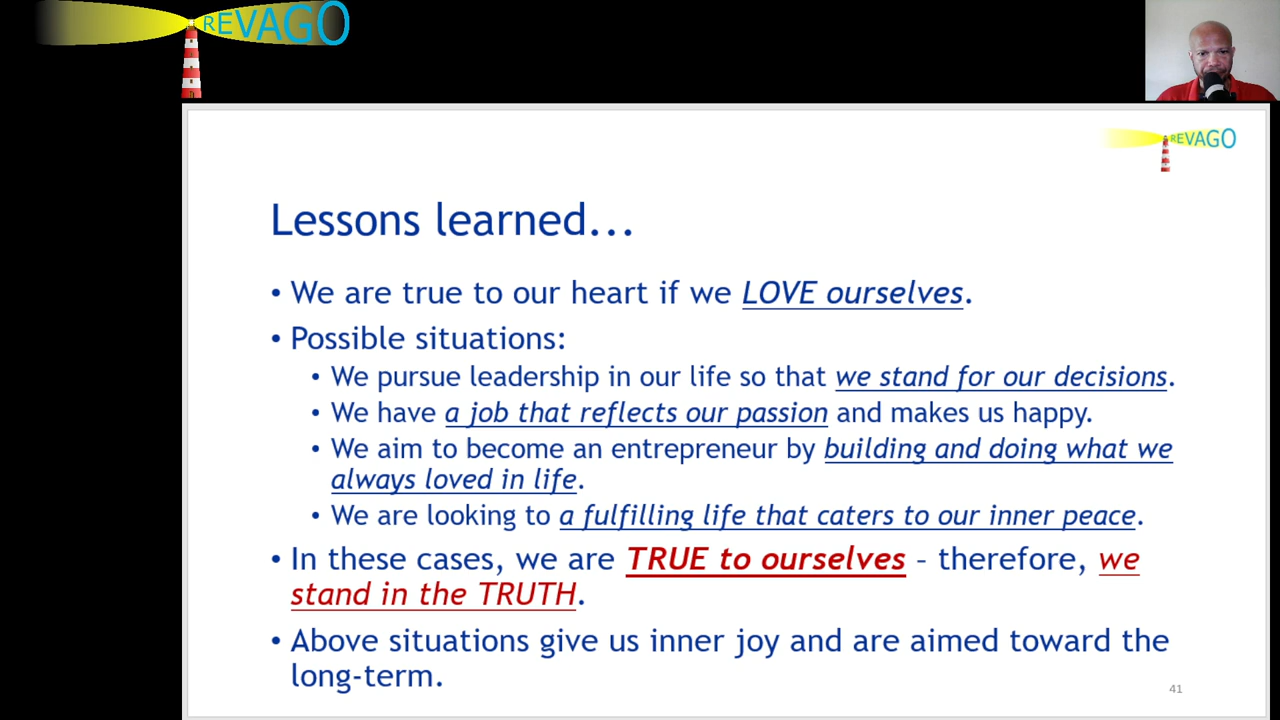 REVAGO
REVAGO
Lessons learned...
• We are true to our heart if we LOVE ourselves.
• Possible situations:
• We pursue leadership in our life so that we stand for our decisions.
• We have a job that reflects our passion and makes us happy.
• We aim to become an entrepreneur by building and doing what we
always loved in life.
• We are looking to a fulfilling life that caters to our inner peace.
• In these cases, we are TRUE to ourselves – therefore, we
stand in the TRUTH.
• Above situations give us inner joy and are aimed toward the
long-term.
41